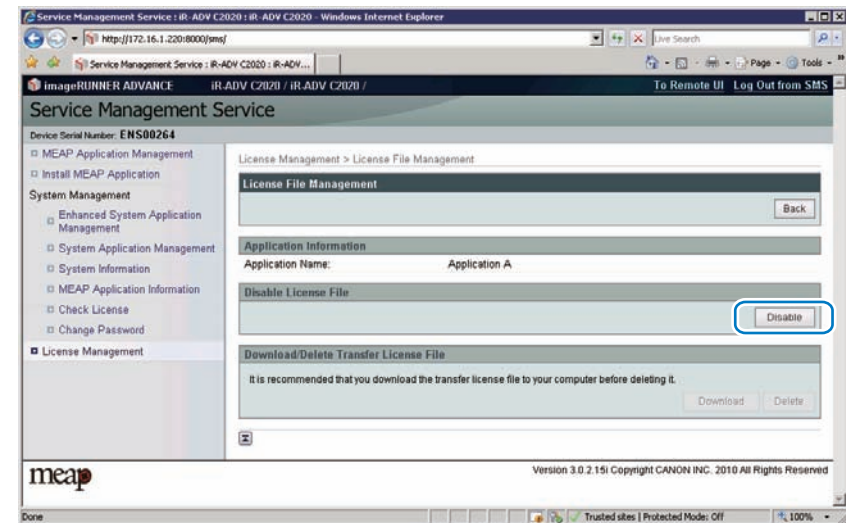 Service Management Service : iR-ADV C2020 : iR-ADV C2020 - Windows Internet Explorer
http://172.16.1.220:8000/sms/
Live Search
Service Management Service : iR-ADV C2020 : iR-ADV...
Page
Tools
imageRUNNER ADVANCE iR-ADV C2020 / iR-ADV C2020 /
To Remote UI Log Out from SMS
Service Management Service
Device Serial Number: ENS00264
MEAP Application Management
Install MEAP Application
System Management
Enhanced System Application
Management
System Application Management
System Information
MEAP Application Information
Check License
Change Password
License Management
License Management > License File Management
License File Management
Back
Application Information
Application Name: Application A
Disable License File
Disable
Download/Delete Transfer License File
It is recommended that you download the transfer license file to your computer before deleting it.
Download Delete
meap
Version 3.0.2.15i Copyright CANON INC. 2010 All Rights Reserved
Done
Trusted sites | Protected Mode: Off
100%